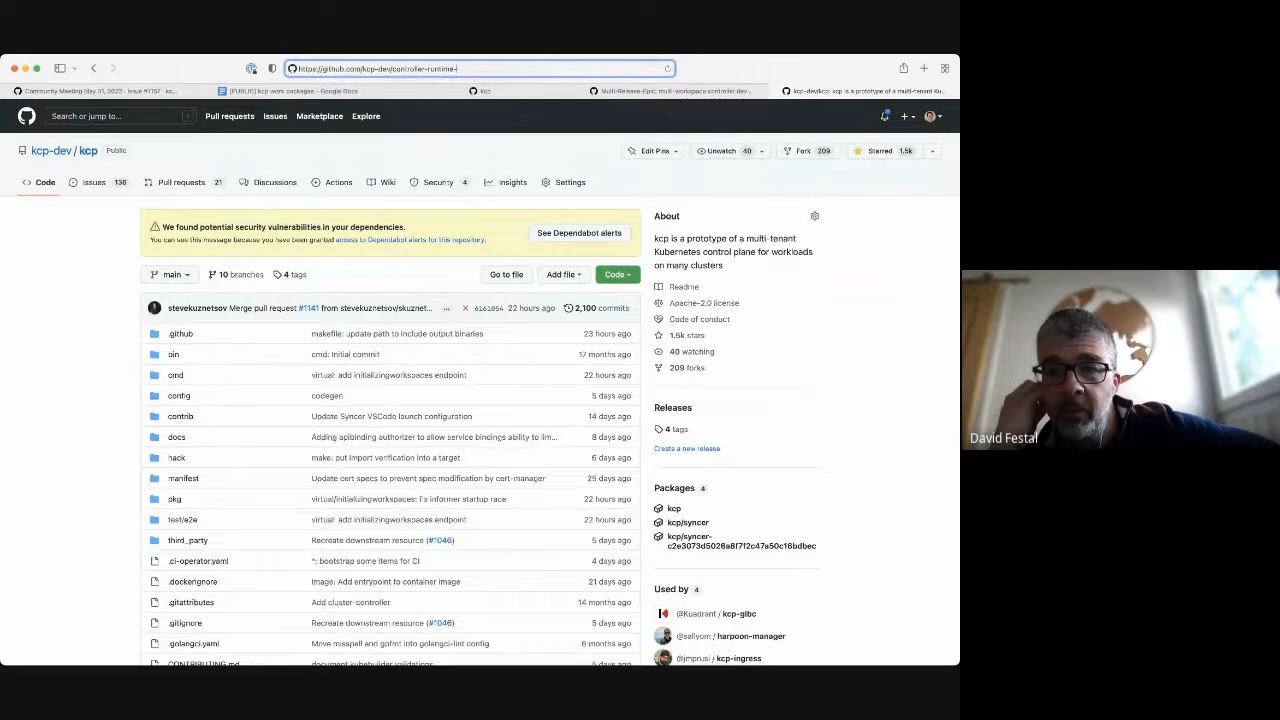 https://github.com/kcp-dev/controller-runtime-
Community Meeting May 31, 2022 · Issue #1157 · kc...
[PUBLIC] kcp work packages - Google Docs
kcp
Multi-Release-Epic: multi-workspace controller dev...
kcp-dev/kcp: kcp is a prototype of a multi-tenant Ku...
Search or jump to...
/
Pull requests
Issues
Marketplace
Explore
kcp-dev / kcp Public
Edit Pins
Unwatch 40
Fork 209
Starred 1.5k
Code
Issues 136
Pull requests 21
Discussions
Actions
Wiki
Security 4
Insights
Settings
We found potential security vulnerabilities in your dependencies.
You can see this message because you have been granted access to Dependabot alerts for this repository.
See Dependabot alerts
main
10 branches
4 tags
Go to file
Add file
Code
stevekuznetsov Merge pull request #1141 from stevekuznetsov/skuznet... ... 6161054 22 hours ago 2,100 commits
.github makefile: update path to include output binaries 23 hours ago
bin cmd: Initial commit 17 months ago
cmd virtual: add initializingworkspaces endpoint 22 hours ago
config codegen 5 days ago
contrib Update Syncer VSCode launch configuration 14 days ago
docs Adding apibinding authorizer to allow service bindings ability to lim... 8 days ago
hack make: put import verification into a target 6 days ago
manifest Update cert specs to prevent spec modification by cert-manager 25 days ago
pkg virtual/initializingworkspaces: fix informer startup race 22 hours ago
test/e2e virtual: add initializingworkspaces endpoint 22 hours ago
third_party Recreate downstream resource (#1046) 5 days ago
.ci-operator.yaml *: bootstrap some items for CI 4 days ago
.dockerignore image: Add entrypoint to container image 21 days ago
.gitattributes Add cluster-controller 14 months ago
.gitignore Recreate downstream resource (#1046) 5 days ago
.golangci.yaml Move misspell and gofmt into golangci-lint config 6 months ago
CONTRIBUTING.md document kubebuilder validations 5 days ago
About
kcp is a prototype of a multi-tenant
Kubernetes control plane for workloads
on many clusters
Readme
Apache-2.0 license
Code of conduct
1.5k stars
40 watching
209 forks
Releases
4 tags
Create a new release
Packages 4
kcp
kcp/syncer
kcp/syncer-
c2e3073d5026a8f7f2c47a50c16bdbec
Used by 4
@Kuadrant / kcp-glbc
@sallyom / harpoon-manager
@jmprusi / kcp-ingress
David Festal